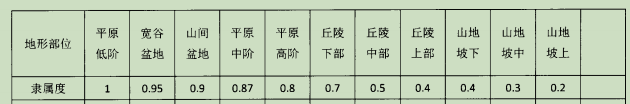 地形部位 平原低阶 宽谷盆地 山间盆地 平原中阶 平原高阶 丘陵下部 丘陵中部 丘陵上部 山地坡下 山地坡中 山地坡上
隶属度 1 0.95 0.9 0.87 0.8 0.7 0.5 0.4 0.4 0.3 0.2